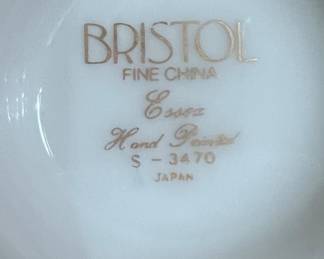 BRISTOL
FINE CHINA
Essex
Hand Painted
S - 3470
JAPAN